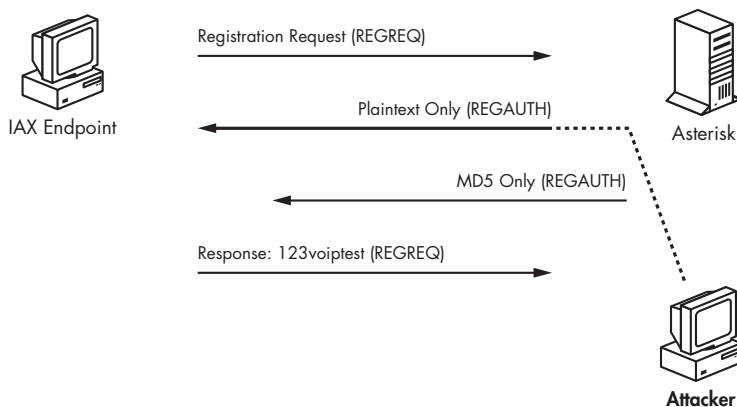 Registration Request (REGREQ)
IAX Endpoint
Asterisk
Plaintext Only (REGAUTH)
MD5 Only (REGAUTH)
Response: 123voiptest (REGREQ)
Attacker